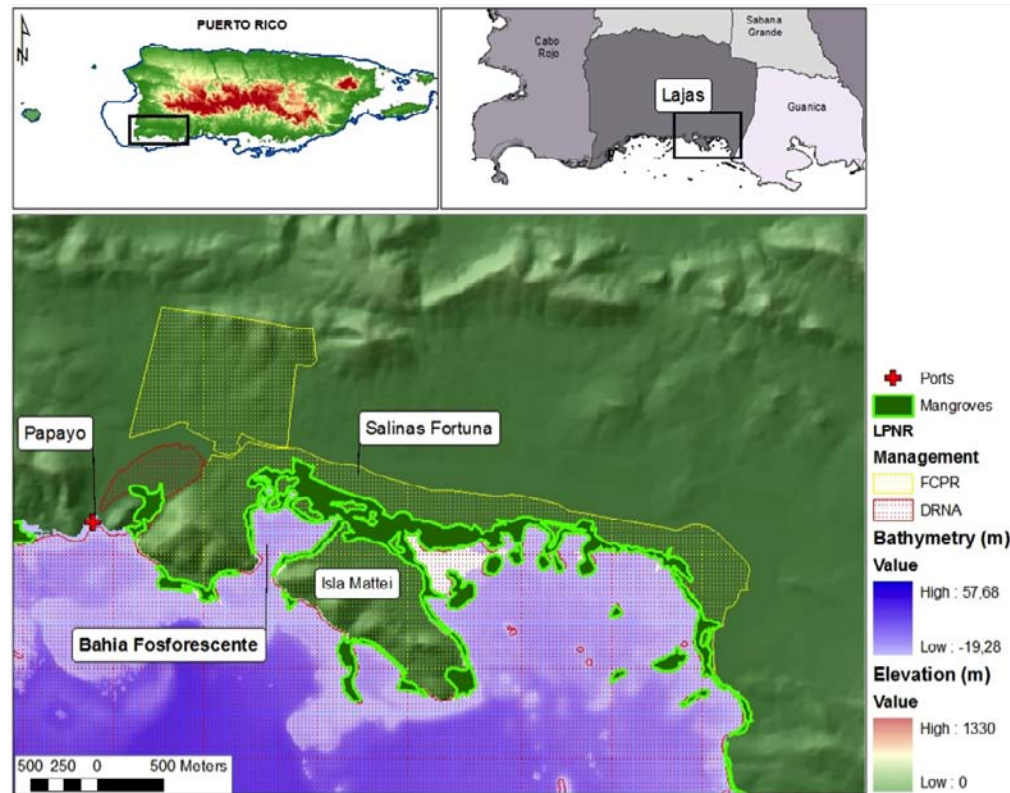 N
PUERTO RICO
Cabo
Rojo
Sabana
Grande
Lajas
Guanica
Papayo
Salinas Fortuna
Isla Mattei
Bahia Fosforescente
500 250 0 500 Meters
Ports
Mangroves
LPNR
Management
FCPR
DRNA
Bathymetry (m)
Value
High : 57,68
Low : -19,28
Elevation (m)
Value
High : 1330
Low : 0